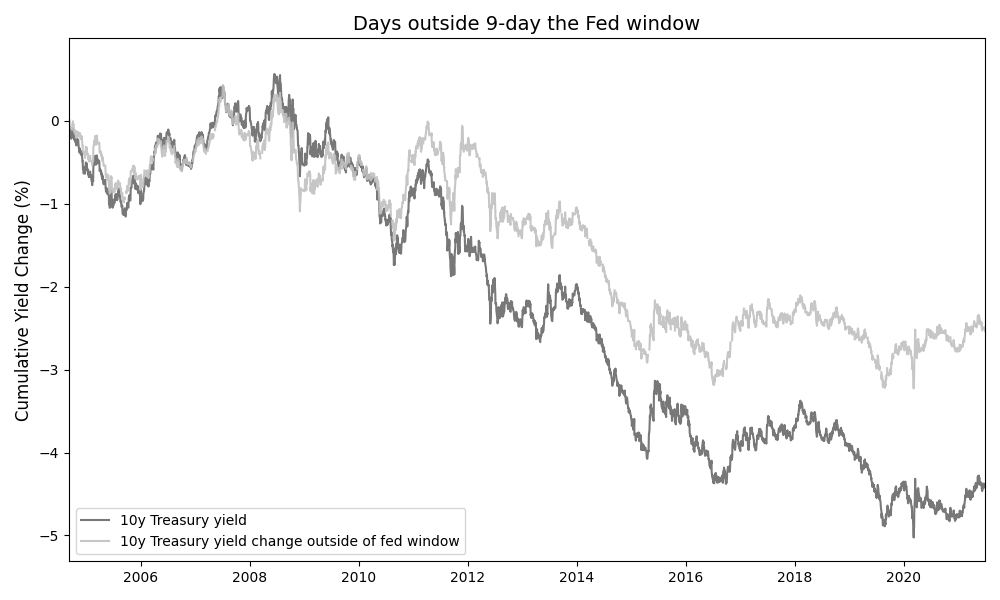 Days outside 9-day the Fed window
Cumulative Yield Change (%)
0
−1
−2
−3
−4
−5
10y Treasury yield
10y Treasury yield change outside of fed window
2006 2008 2010 2012 2014 2016 2018 2020